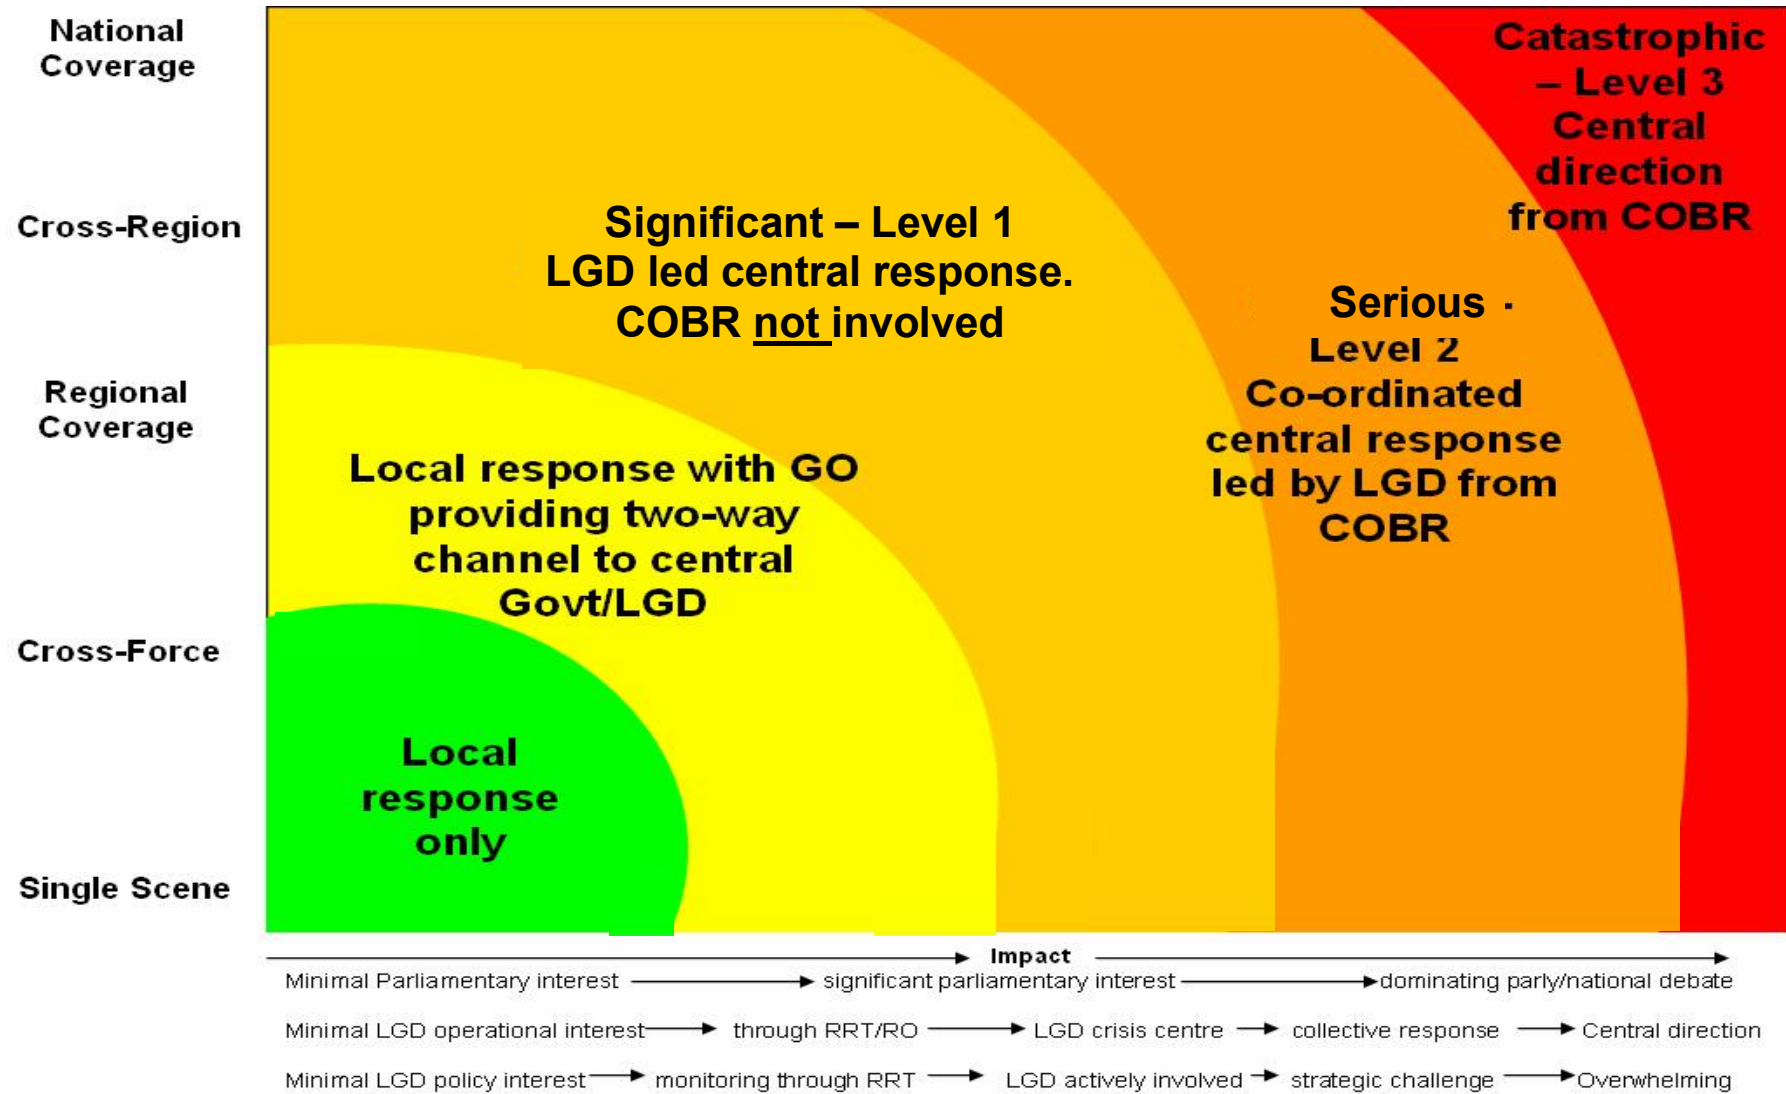 National
Coverage
Cross-Region
Regional
Coverage
Cross-Force
Single Scene
Catastrophic
– Level 3
Central
direction
from COBR
Significant – Level 1
LGD led central response.
COBR not involved
Serious -
Level 2
Co-ordinated
central response
led by LGD from
COBR
Local response with GO
providing two-way
channel to central
Govt/LGD
Local
response
only
Impact
Minimal Parliamentary interest significant parliamentary interest dominating parly/national debate
Minimal LGD operational interest through RRT/RO LGD crisis centre collective response Central direction
Minimal LGD policy interest monitoring through RRT LGD actively involved strategic challenge Overwhelming